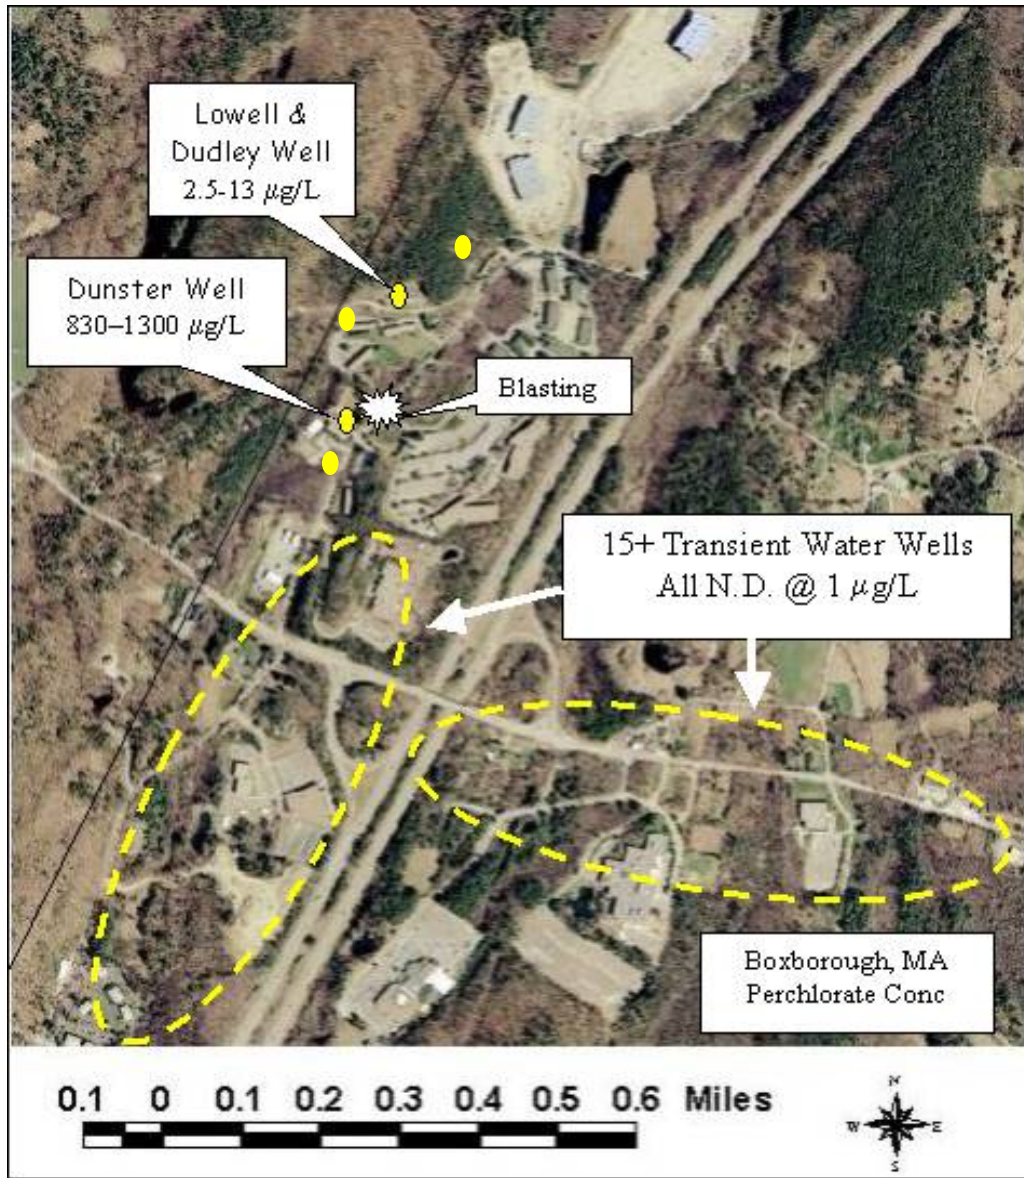 Lowell &
Dudley Well
2.5-13 μg/L
Dunster Well
830–1300 μg/L
Blasting
15+ Transient Water Wells
All N.D. @ 1 μg/L
Boxborough, MA
Perchlorate Conc
0.1 0 0.1 0.2 0.3 0.4 0.5 0.6 Miles
N
W E
S